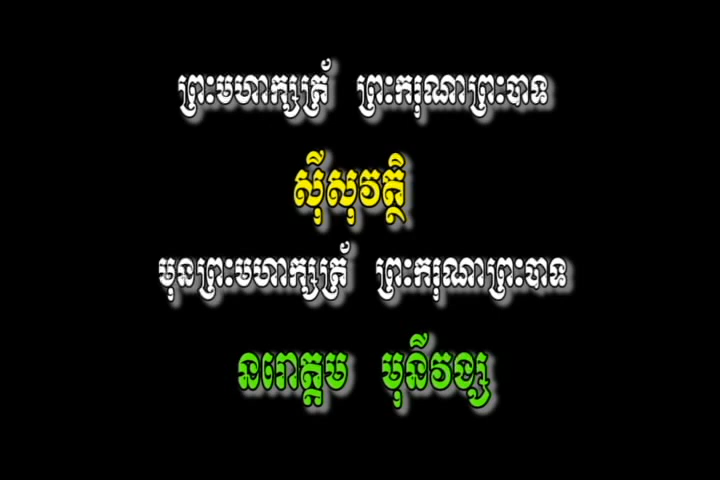 ព្រះមហាក្សត្រ័ ព្រះករុណាព្រះបាទ
ស៊ីសុវត្ថិ
មុនព្រះមហាក្សត្រ័ ព្រះករុណាព្រះបាទ
នរោត្តម មុនីវង្ស